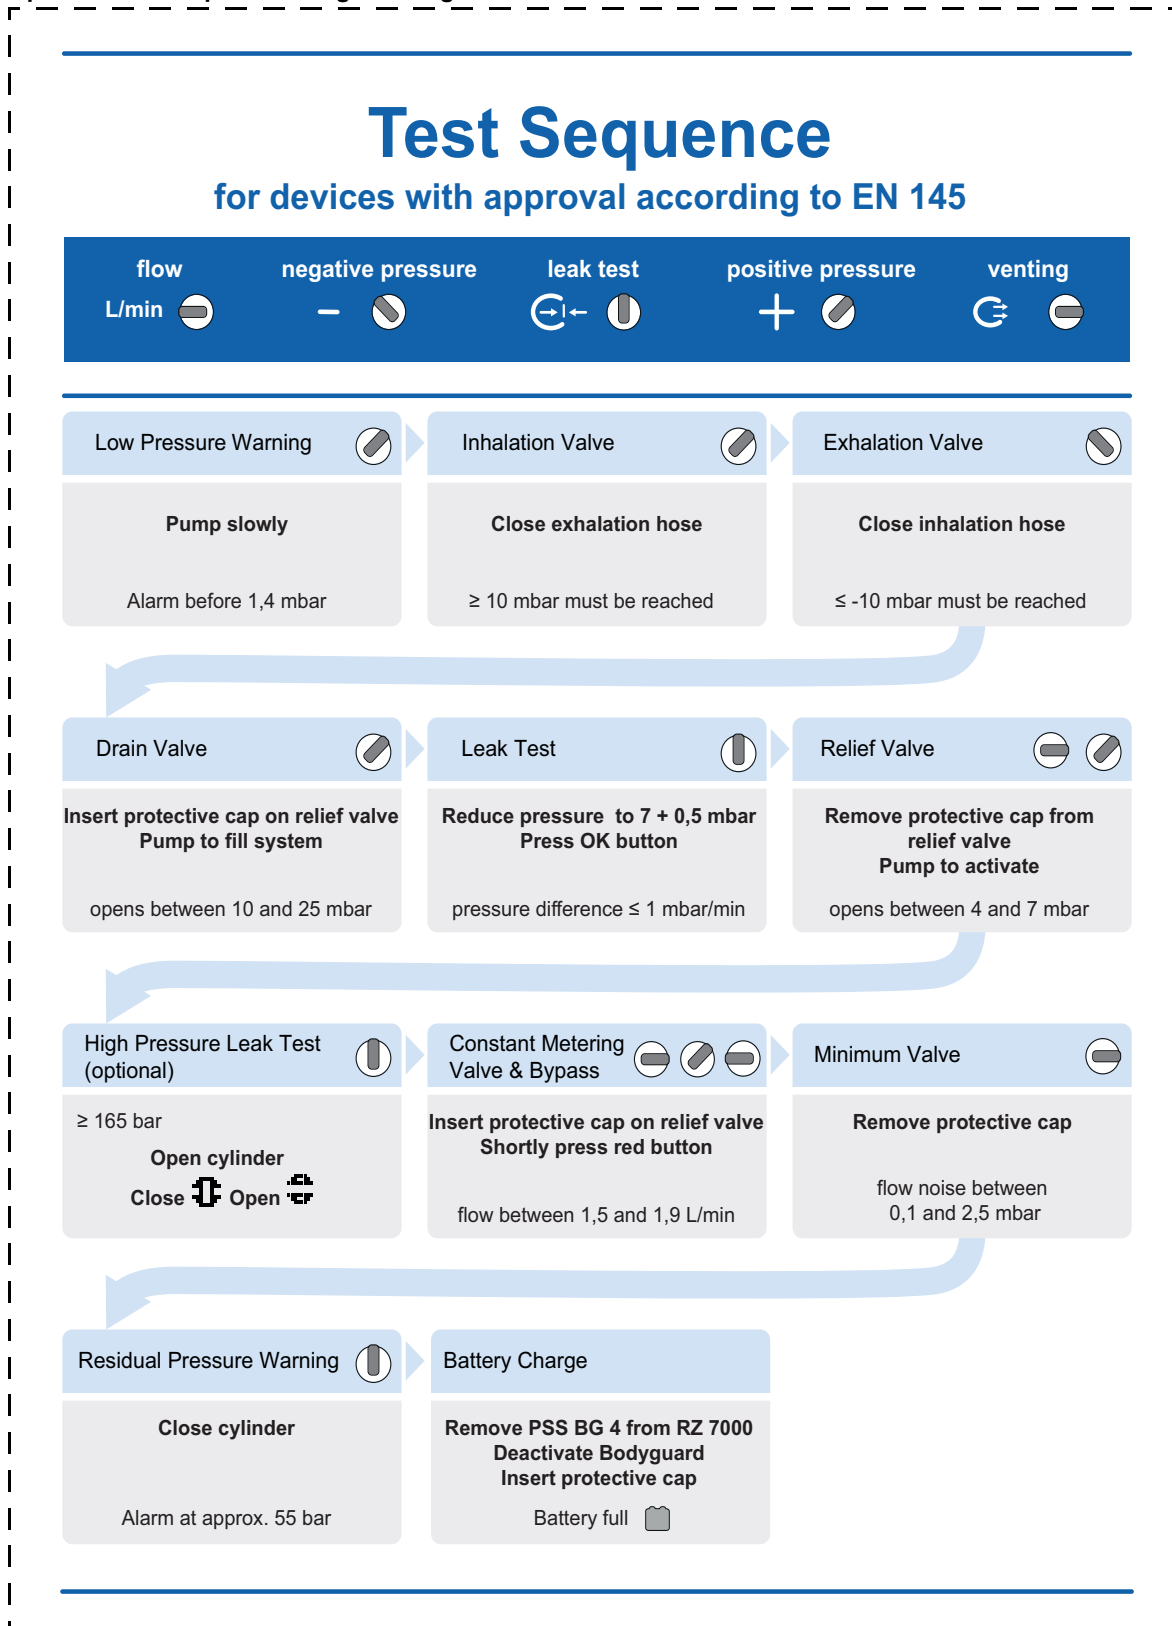 Test Sequence
for devices with approval according to EN 145
flow
negative pressure
leak test
positive pressure
venting
L/min
Low Pressure Warning
Pump slowly
Alarm before 1,4 mbar
Inhalation Valve
Close exhalation hose
≥ 10 mbar must be reached
Exhalation Valve
Close inhalation hose
≤ -10 mbar must be reached
Drain Valve
Insert protective cap on relief valve
Pump to fill system
opens between 10 and 25 mbar
Leak Test
Reduce pressure to 7 + 0,5 mbar
Press OK button
pressure difference ≤ 1 mbar/min
Relief Valve
Remove protective cap from
relief valve
Pump to activate
opens between 4 and 7 mbar
High Pressure Leak Test
(optional)
≥ 165 bar
Open cylinder
Close Open
Constant Metering
Valve & Bypass
Insert protective cap on relief valve
Shortly press red button
flow between 1,5 and 1,9 L/min
Minimum Valve
Remove protective cap
flow noise between
0,1 and 2,5 mbar
Residual Pressure Warning
Close cylinder
Alarm at approx. 55 bar
Battery Charge
Remove PSS BG 4 from RZ 7000
Deactivate Bodyguard
Insert protective cap
Battery full